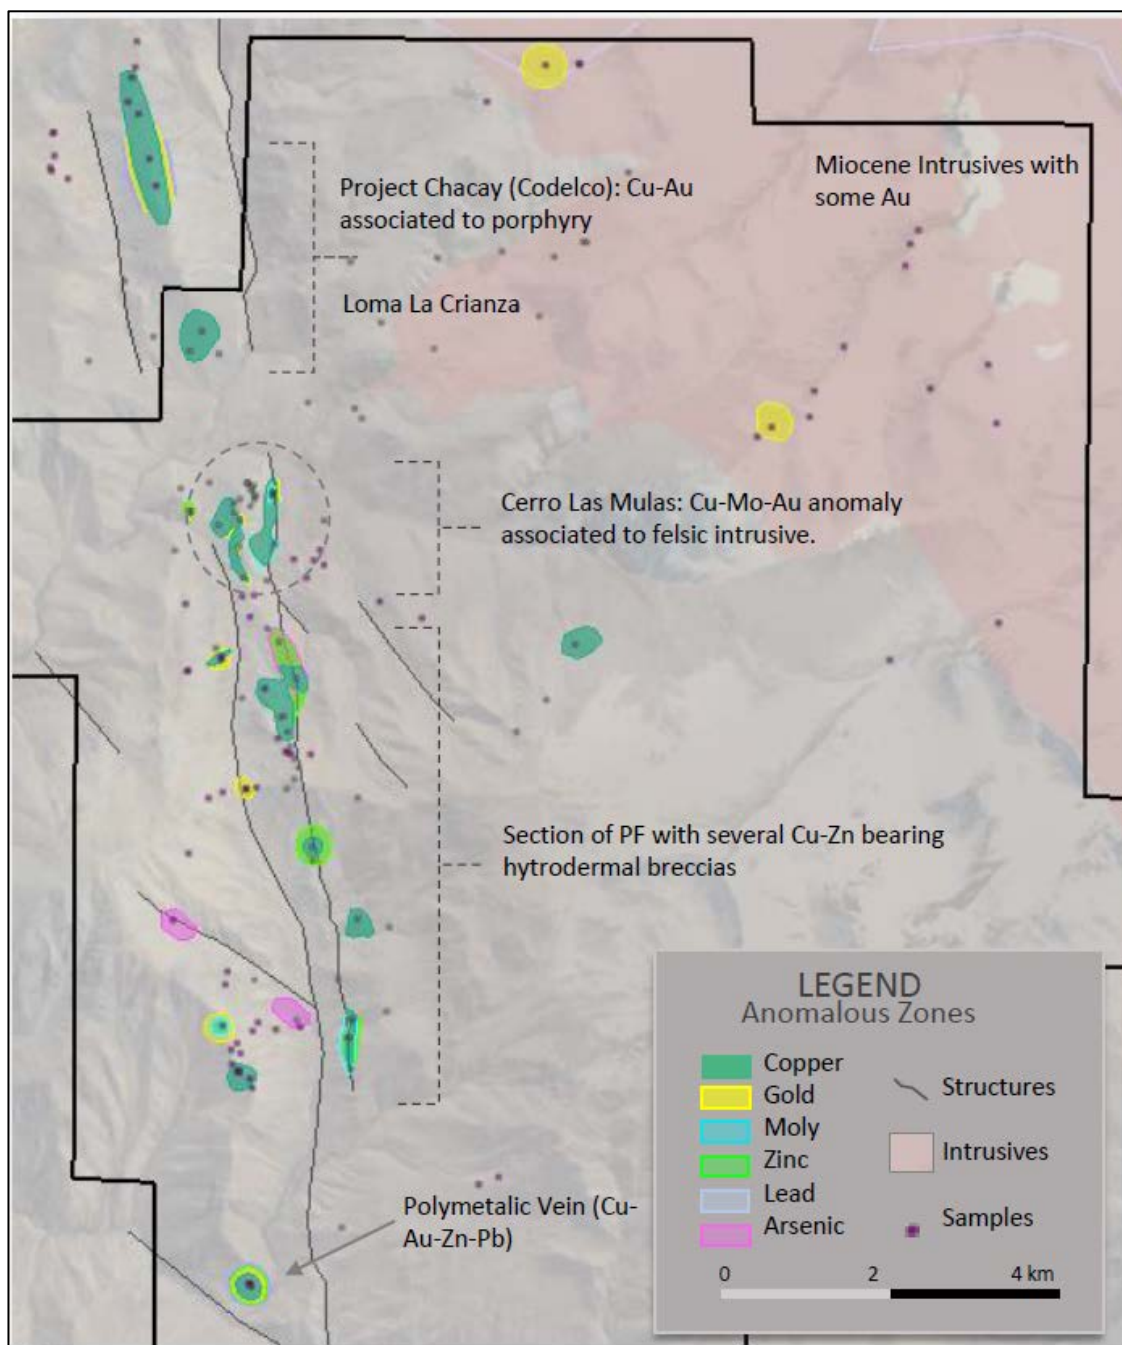 Miocene Intrusives with
some Au
Project Chacay (Codelco): Cu-Au
associated to porphyry
Loma La Crianza
Cerro Las Mulas: Cu-Mo-Au anomaly
associated to felsic intrusive.
Section of PF with several Cu-Zn bearing
hytrodermal breccias
Polymetalic Vein (Cu-
Au-Zn-Pb)
LEGEND
Anomalous Zones
Copper
Gold
Moly
Zinc
Lead
Arsenic
Structures
Intrusives
Samples
0 2 4 km